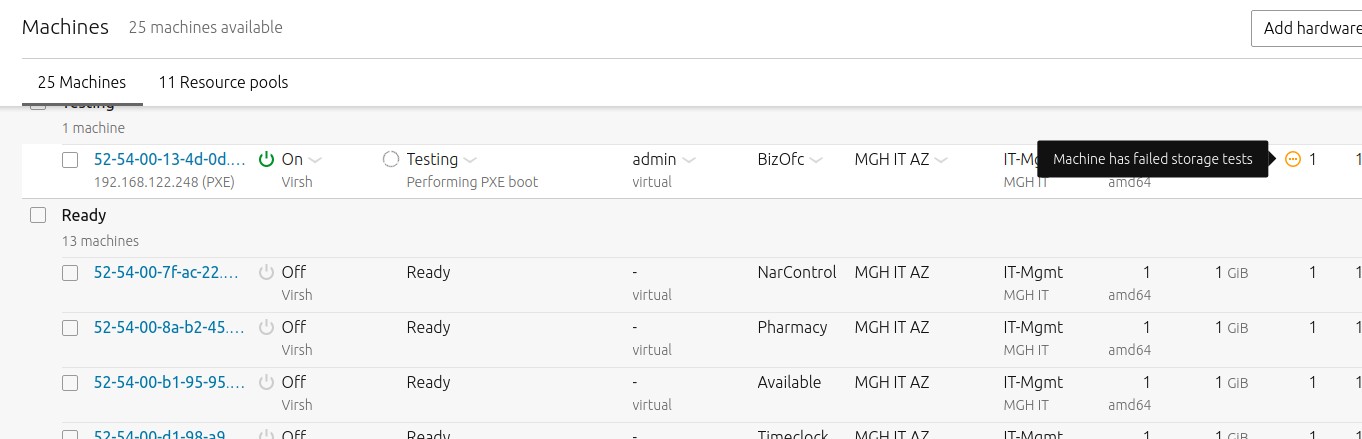 Machines 25 machines available Add hardware
25 Machines 11 Resource pools
Testing
1 machine
52-54-00-13-4d-0d.... On Testing admin BizOfc MGH IT AZ IT-Mg Machine has failed storage tests 1 1
192.168.122.248 (PXE) Virsh Performing PXE boot virtual MGH IT amd64
Ready
13 machines
52-54-00-7f-ac-22.... Off Ready - NarControl MGH IT AZ IT-Mgmt 1 1 GiB 1 1
Virsh virtual MGH IT amd64
52-54-00-8a-b2-45.... Off Ready - Pharmacy MGH IT AZ IT-Mgmt 1 1 GiB 1 1
Virsh virtual MGH IT amd64
52-54-00-b1-95-95.... Off Ready - Available MGH IT AZ IT-Mgmt 1 1 GiB 1 1
Virsh virtual MGH IT amd64
52-54-00-d1-98-a9 Off Ready - Timeclock MGH IT AZ IT-Mgmt 1 1 GiB 1 1